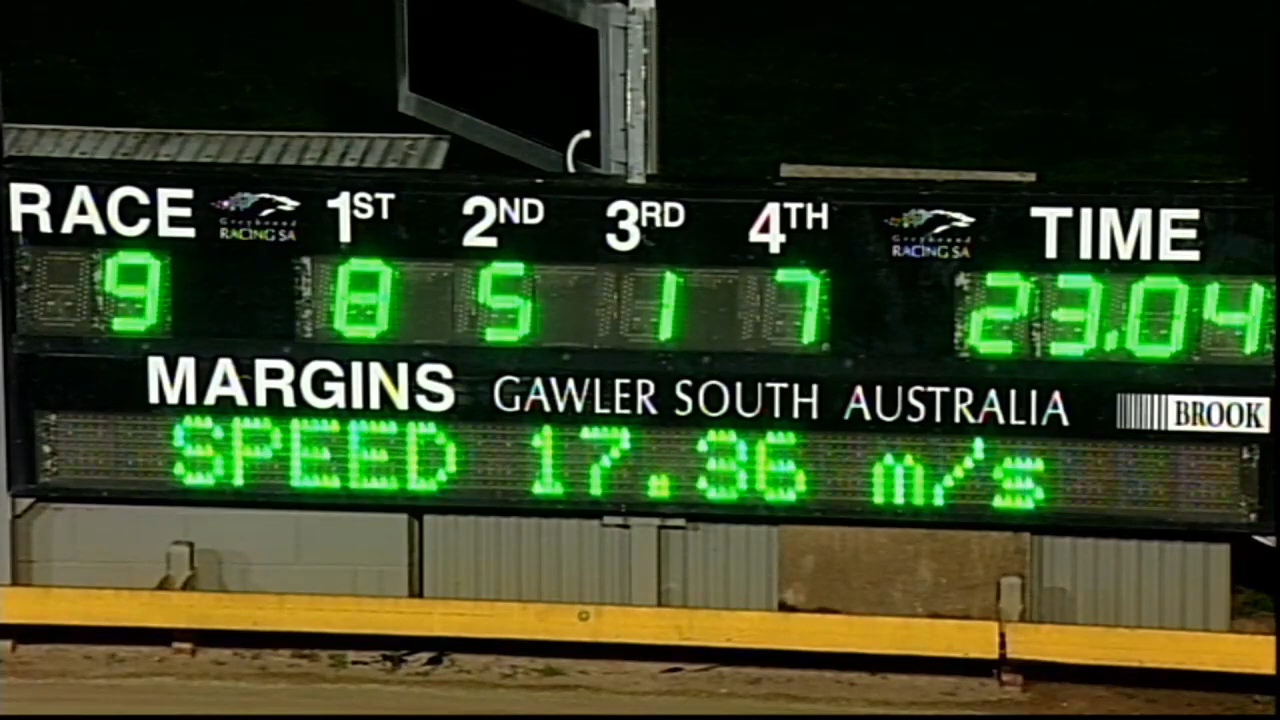 RACE Greyhound RACING SA 1ST 2ND 3RD 4TH Greyhound RACING SA TIME
9 8 5 1 7 23.04
MARGINS GAWLER SOUTH AUSTRALIA BROOK
SPEED 17.36 m/s